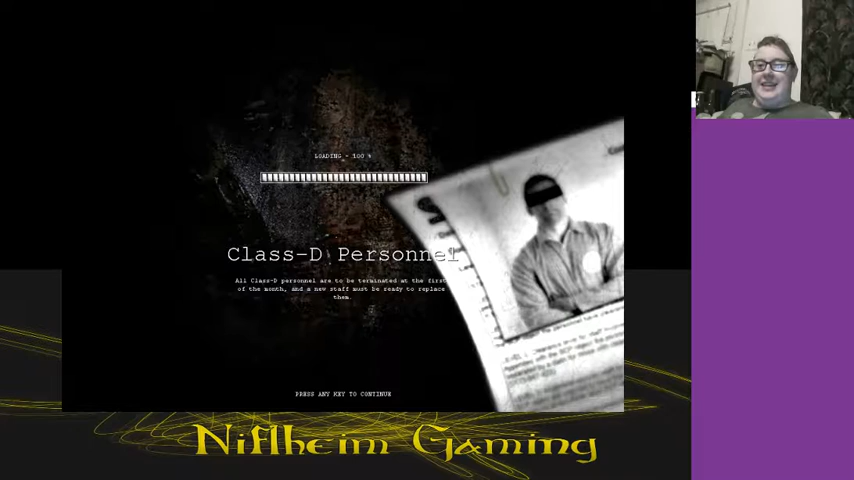 LOADING - 100 %
Class-D Personnel
All Class-D personnel are to be terminated at the first
of the month, and a new staff must be ready to replace
them.
PRESS ANY KEY TO CONTINUE
Niflheim Gaming